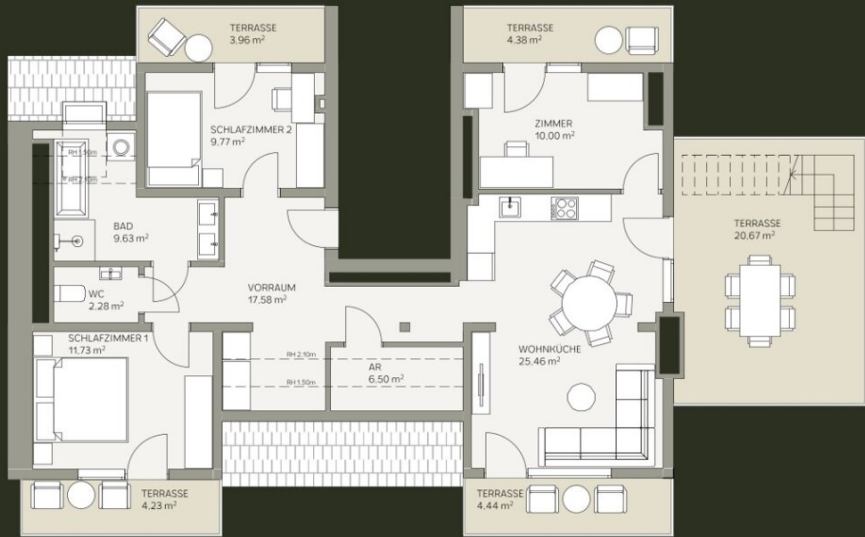 TERRASSE
3.96 m²
TERRASSE
4.38 m²
SCHLAFZIMMER 2
9.77 m²
ZIMMER
10.00 m²
RH 1.50m
RH 2.10m
BAD
9.63 m²
TERRASSE
20.67 m²
WC
2.28 m²
VORRAUM
17.58 m²
SCHLAFZIMMER 1
11.73 m²
RH 2.10m
RH 1.50m
AR
6.50 m²
WOHNKÜCHE
25.46 m²
TERRASSE
4.23 m²
TERRASSE
4.44 m²